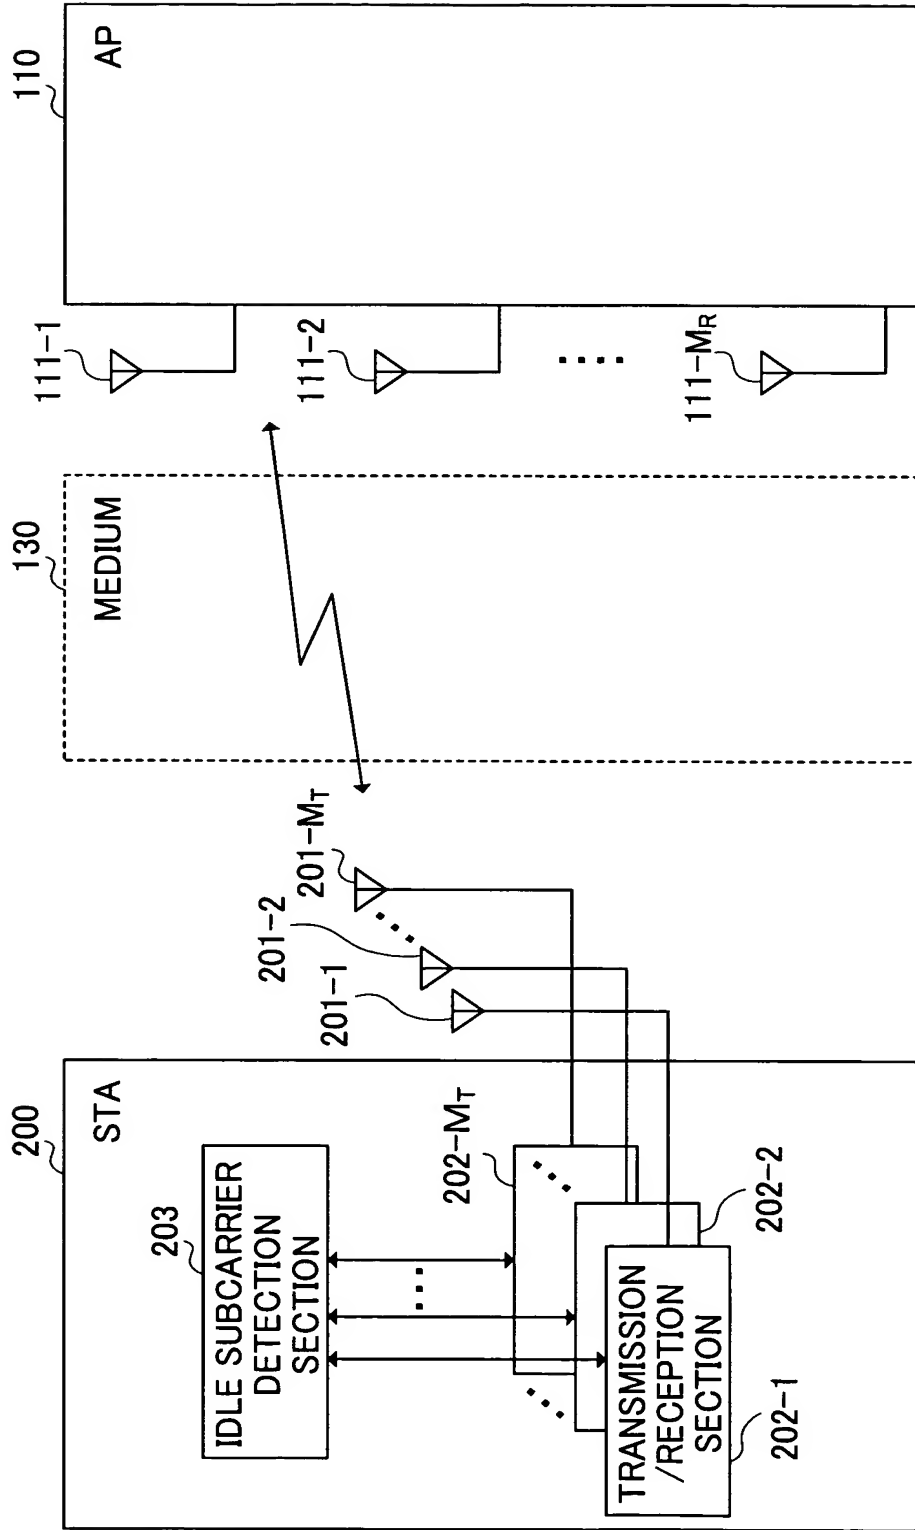 200
STA
203
IDLE SUBCARRIER
DETECTION
SECTION
202-MT
TRANSMISSION
/RECEPTION
SECTION
202-1
202-2
201-1
201-2
201-MT
130
MEDIUM
110
AP
111-1
111-2
111-MR